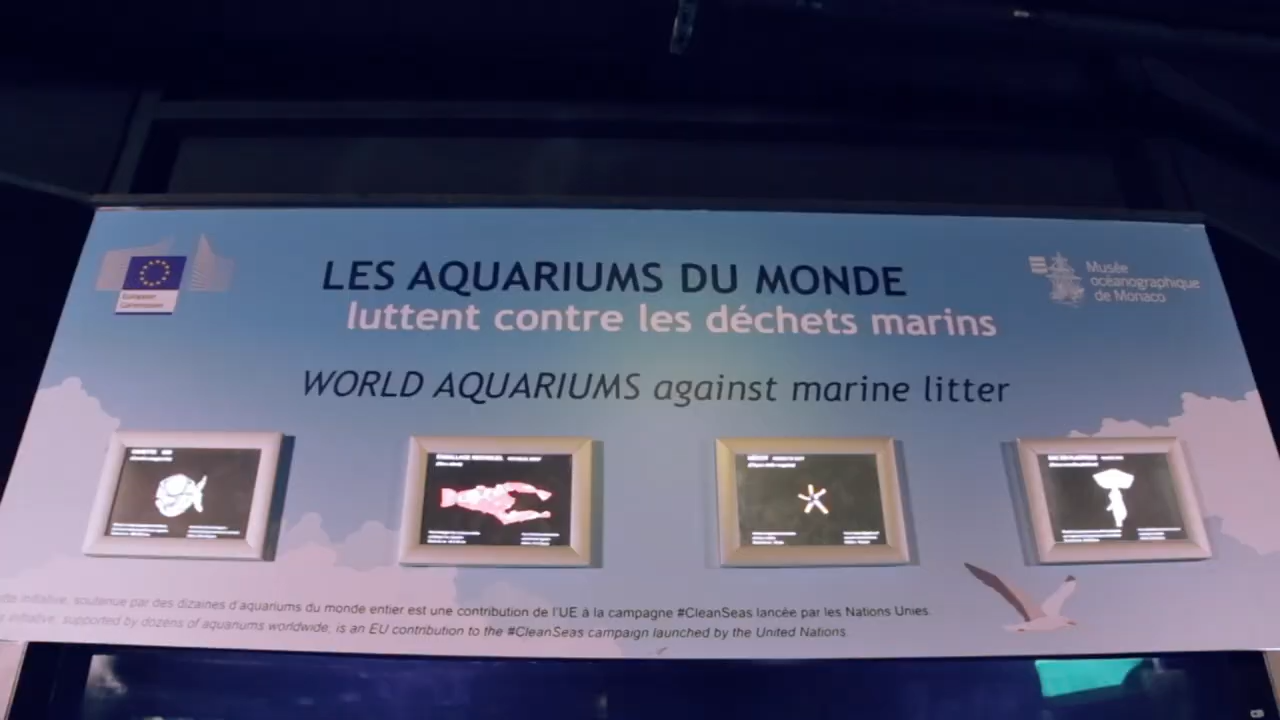 European
Commission
LES AQUARIUMS DU MONDE
luttent contre les déchets marins
Musée
océanographique
de Monaco
WORLD AQUARIUMS against marine litter
initiative, soutenue par des dizaines d'aquariums du monde entier est une contribution de l'UE à la campagne #CleanSeas lancée par les Nations Unies.
initiative, supported by dozens of aquariums worldwide, is an EU contribution to the #CleanSeas campaign launched by the United Nations.